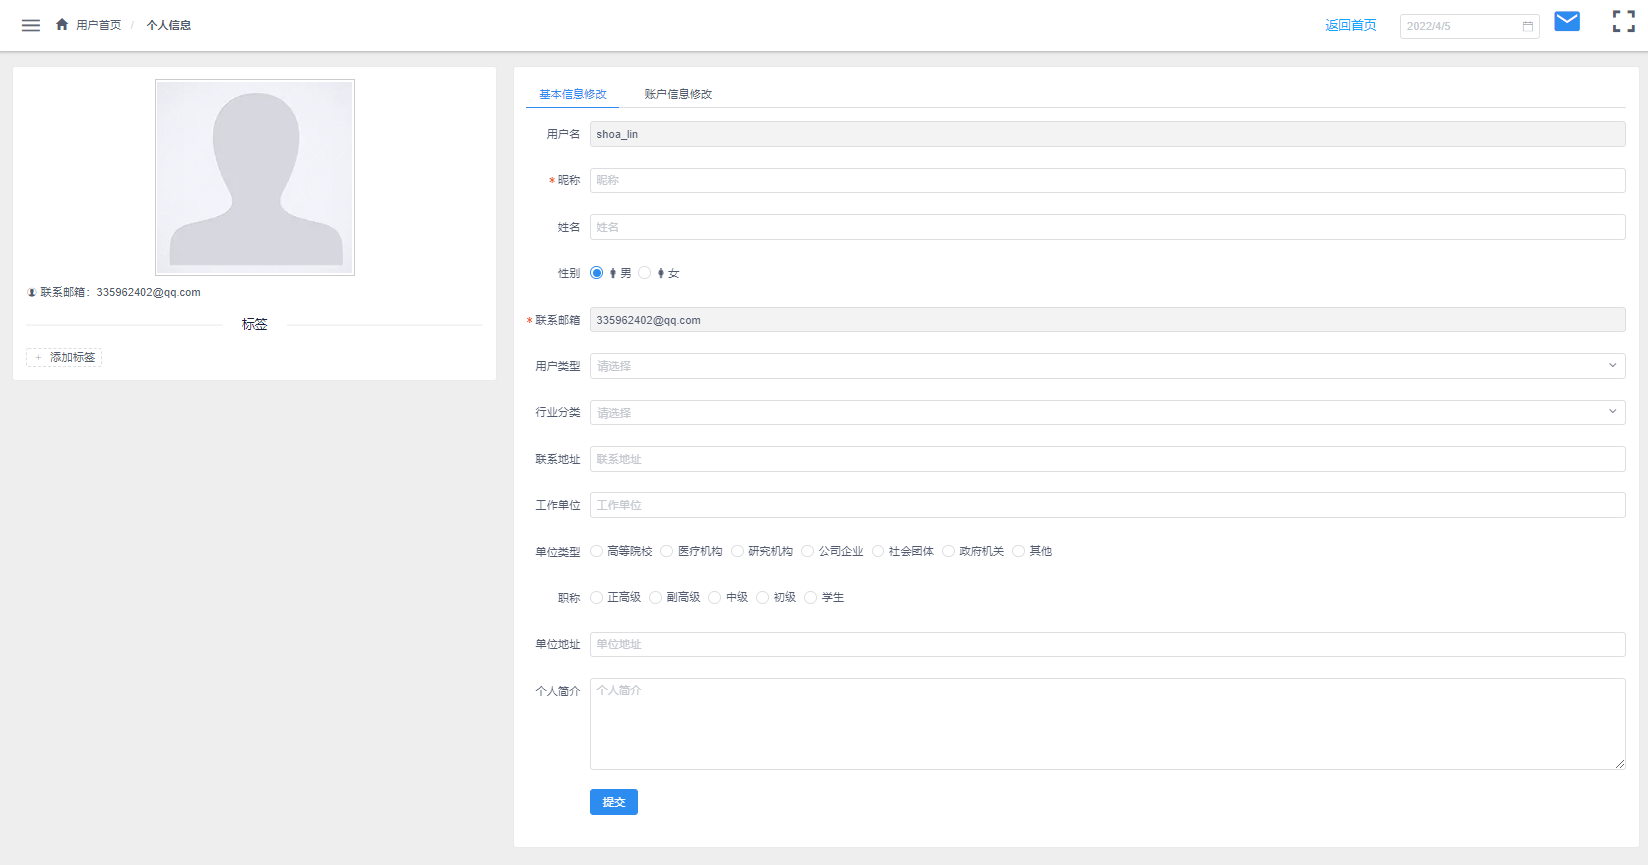 用户首页 / 个人信息
返回首页 2022/4/5
联系邮箱：335962402@qq.com
标签
+ 添加标签
基本信息修改 账户信息修改
用户名 shoa_lin
* 昵称 昵称
姓名 姓名
性别 男 女
* 联系邮箱 335962402@qq.com
用户类型 请选择
行业分类 请选择
联系地址 联系地址
工作单位 工作单位
单位类型 高等院校 医疗机构 研究机构 公司企业 社会团体 政府机关 其他
职称 正高级 副高级 中级 初级 学生
单位地址 单位地址
个人简介 个人简介
提交